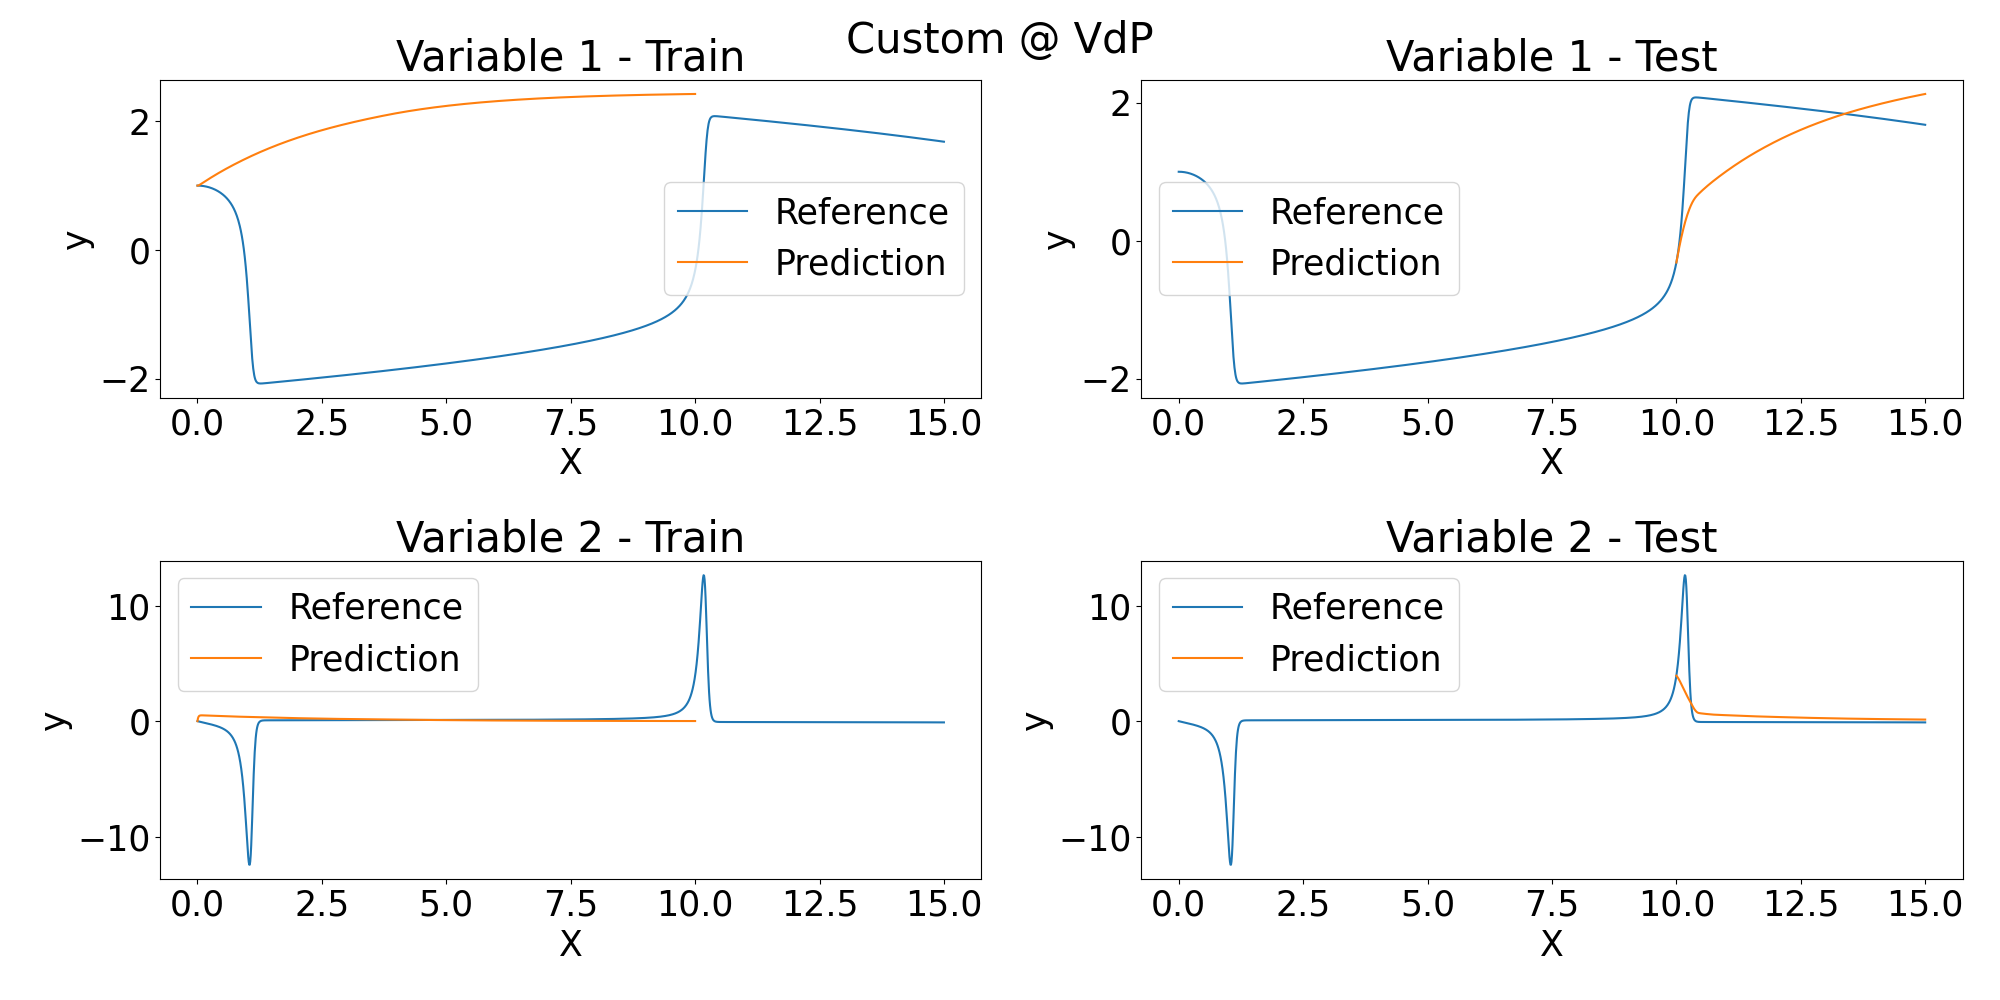 Custom @ VdP
Variable 1 - Train
2
0
−2
y
Reference
Prediction
0.0 2.5 5.0 7.5 10.0 12.5 15.0
X
Variable 1 - Test
2
0
−2
y
Reference
Prediction
0.0 2.5 5.0 7.5 10.0 12.5 15.0
X
Variable 2 - Train
10
0
−10
y
Reference
Prediction
0.0 2.5 5.0 7.5 10.0 12.5 15.0
X
Variable 2 - Test
10
0
−10
y
Reference
Prediction
0.0 2.5 5.0 7.5 10.0 12.5 15.0
X